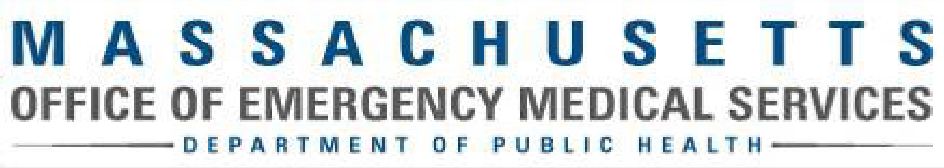 MASSACHUSETTS
OFFICE OF EMERGENCY MEDICAL SERVICES
DEPARTMENT OF PUBLIC HEALTH